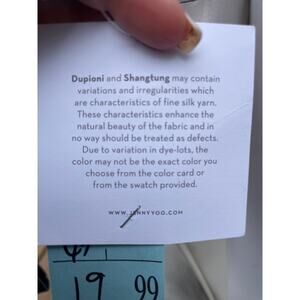 Dupioni and Shangtung may contain
variations and irregularities which
are characteristics of fine silk yarn.
These characteristics enhance the
natural beauty of the fabric and in
no way should be treated as defects.
Due to variation in dye-lots, the
color may not be the exact color you
choose from the color card or
from the swatch provided.
WWW.JENNYYOO.COM
19 99